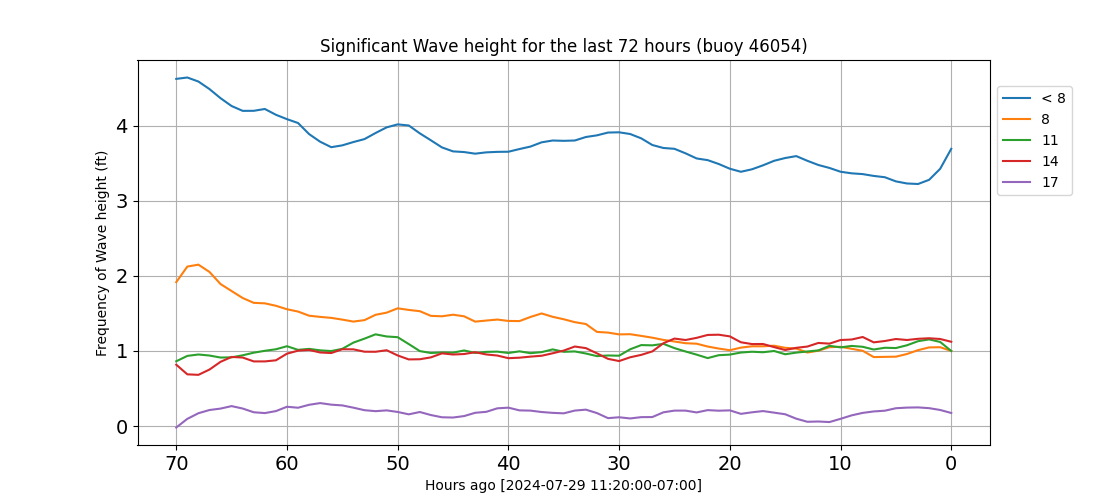 Significant Wave height for the last 72 hours (buoy 46054)
Frequency of Wave height (ft)
4
3
2
1
0
70 60 50 40 30 20 10 0
Hours ago [2024-07-29 11:20:00-07:00]
< 8
8
11
14
17